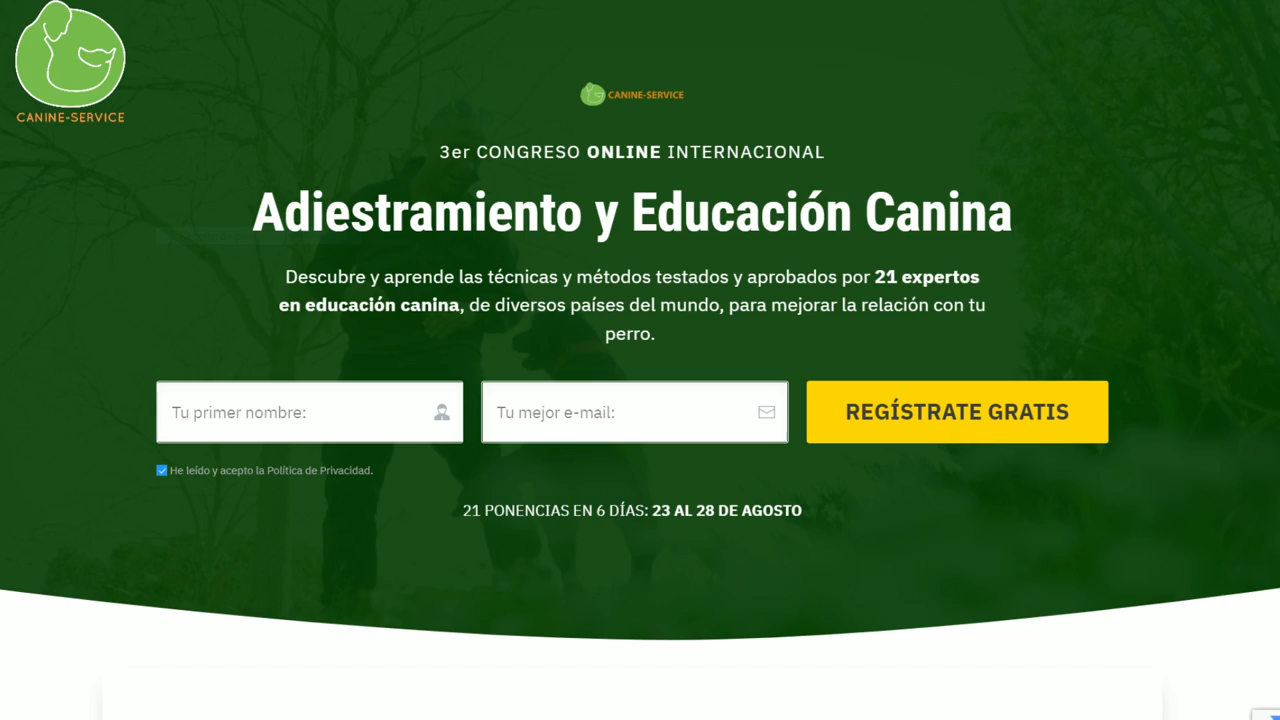 CANINE-SERVICE
CANINE-SERVICE
3er CONGRESO ONLINE INTERNACIONAL
Adiestramiento y Educación Canina
Descubre y aprende las técnicas y métodos testados y aprobados por 21 expertos
en educación canina, de diversos países del mundo, para mejorar la relación con tu
perro.
Tu primer nombre:
Tu mejor e-mail:
REGÍSTRATE GRATIS
He leído y acepto la Política de Privacidad.
21 PONENCIAS EN 6 DÍAS: 23 AL 28 DE AGOSTO